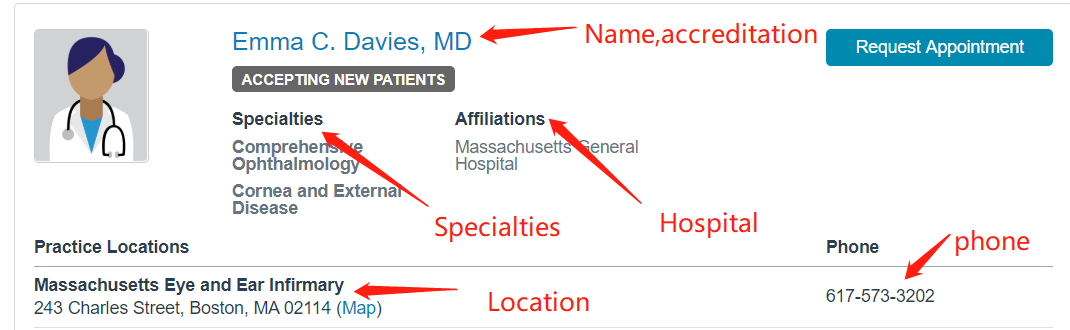 Emma C. Davies, MD
Name,accreditation
Request Appointment
ACCEPTING NEW PATIENTS
Specialties
Affiliations
Comprehensive
Ophthalmology
Massachusetts General
Hospital
Cornea and External
Disease
Specialties
Hospital
Practice Locations
Phone
phone
Massachusetts Eye and Ear Infirmary
243 Charles Street, Boston, MA 02114 (Map)
Location
617-573-3202